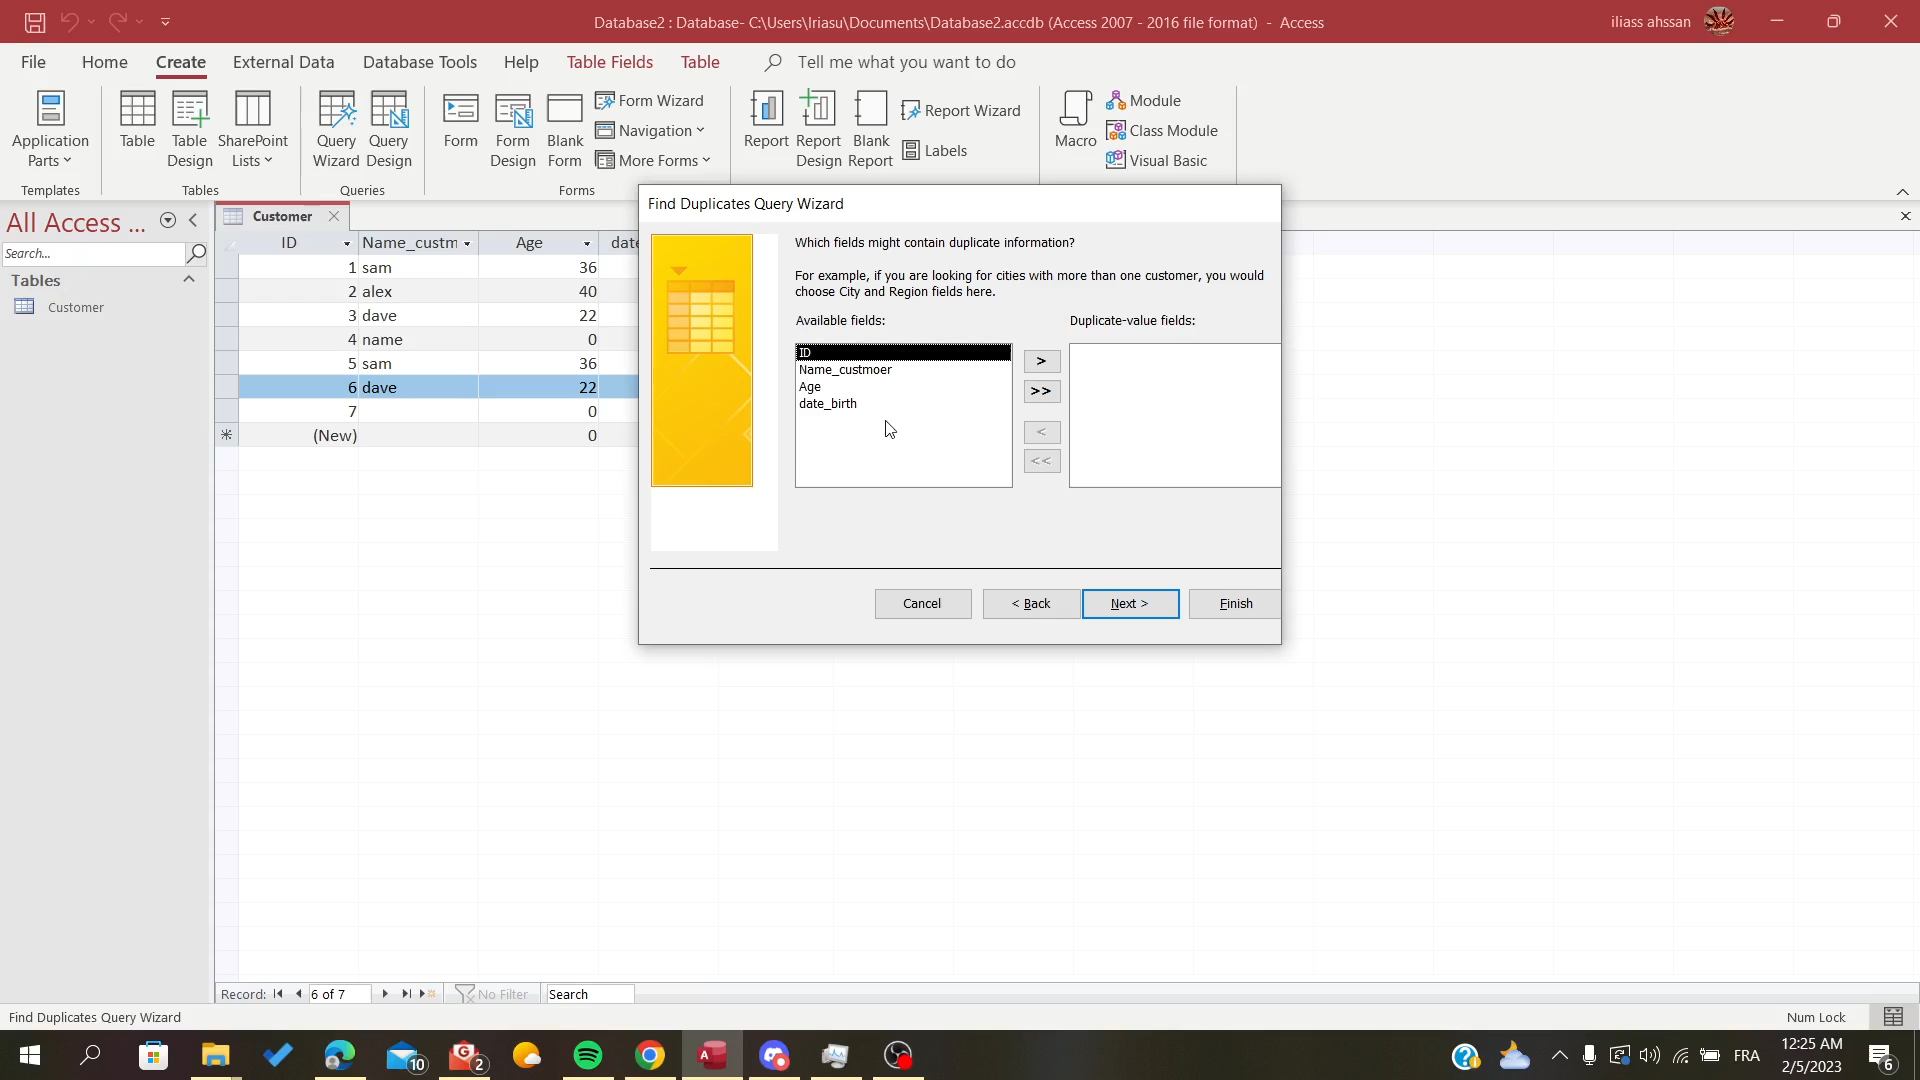 Database2 : Database- C:\Users\Iriasu\Documents\Database2.accdb (Access 2007 - 2016 file format) - Access
iliass ahssan
File Home Create External Data Database Tools Help Table Fields Table Tell me what you want to do
Application Parts
Templates
Table
Table Design
SharePoint Lists
Tables
Query Wizard
Query Design
Queries
Form
Form Design
Blank Form
Form Wizard
Navigation
More Forms
Forms
Report
Report Design
Blank Report
Report Wizard
Labels
Macro
Module
Class Module
Visual Basic
All Access ...
Search...
Tables
Customer
Customer
ID Name_custm Age date
1 sam 36
2 alex 40
3 dave 22
4 name 0
5 sam 36
6 dave 22
7 0
(New) 0
Find Duplicates Query Wizard
Which fields might contain duplicate information?
For example, if you are looking for cities with more than one customer, you would
choose City and Region fields here.
Available fields:
Duplicate-value fields:
ID
Name_custmoer
Age
date_birth
>
>>
<
<<
Cancel
< Back
Next >
Finish
Record: 6 of 7 No Filter Search
Find Duplicates Query Wizard
Num Lock
10
2
FRA
12:25 AM
2/5/2023
6